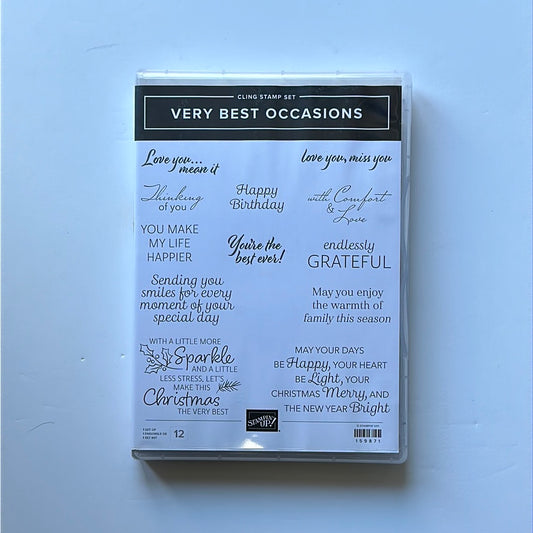 CLING STAMP SET
VERY BEST OCCASIONS
Love you...
mean it
love you, miss you
Thinking
of you
Happy
Birthday
with Comfort
&
Love
YOU MAKE
MY LIFE
HAPPIER
You're the
best ever!
endlessly
GRATEFUL
Sending you
smiles for every
moment of your
special day
May you enjoy
the warmth of
family this season
WITH A LITTLE MORE
Sparkle
AND A LITTLE
LESS STRESS, LET'S
MAKE THIS
Christmas
THE VERY BEST
MAY YOUR DAYS
BE Happy, YOUR HEART
BE Light, YOUR
CHRISTMAS Merry, AND
THE NEW YEAR Bright
12
STAMPIN' UP!
159871